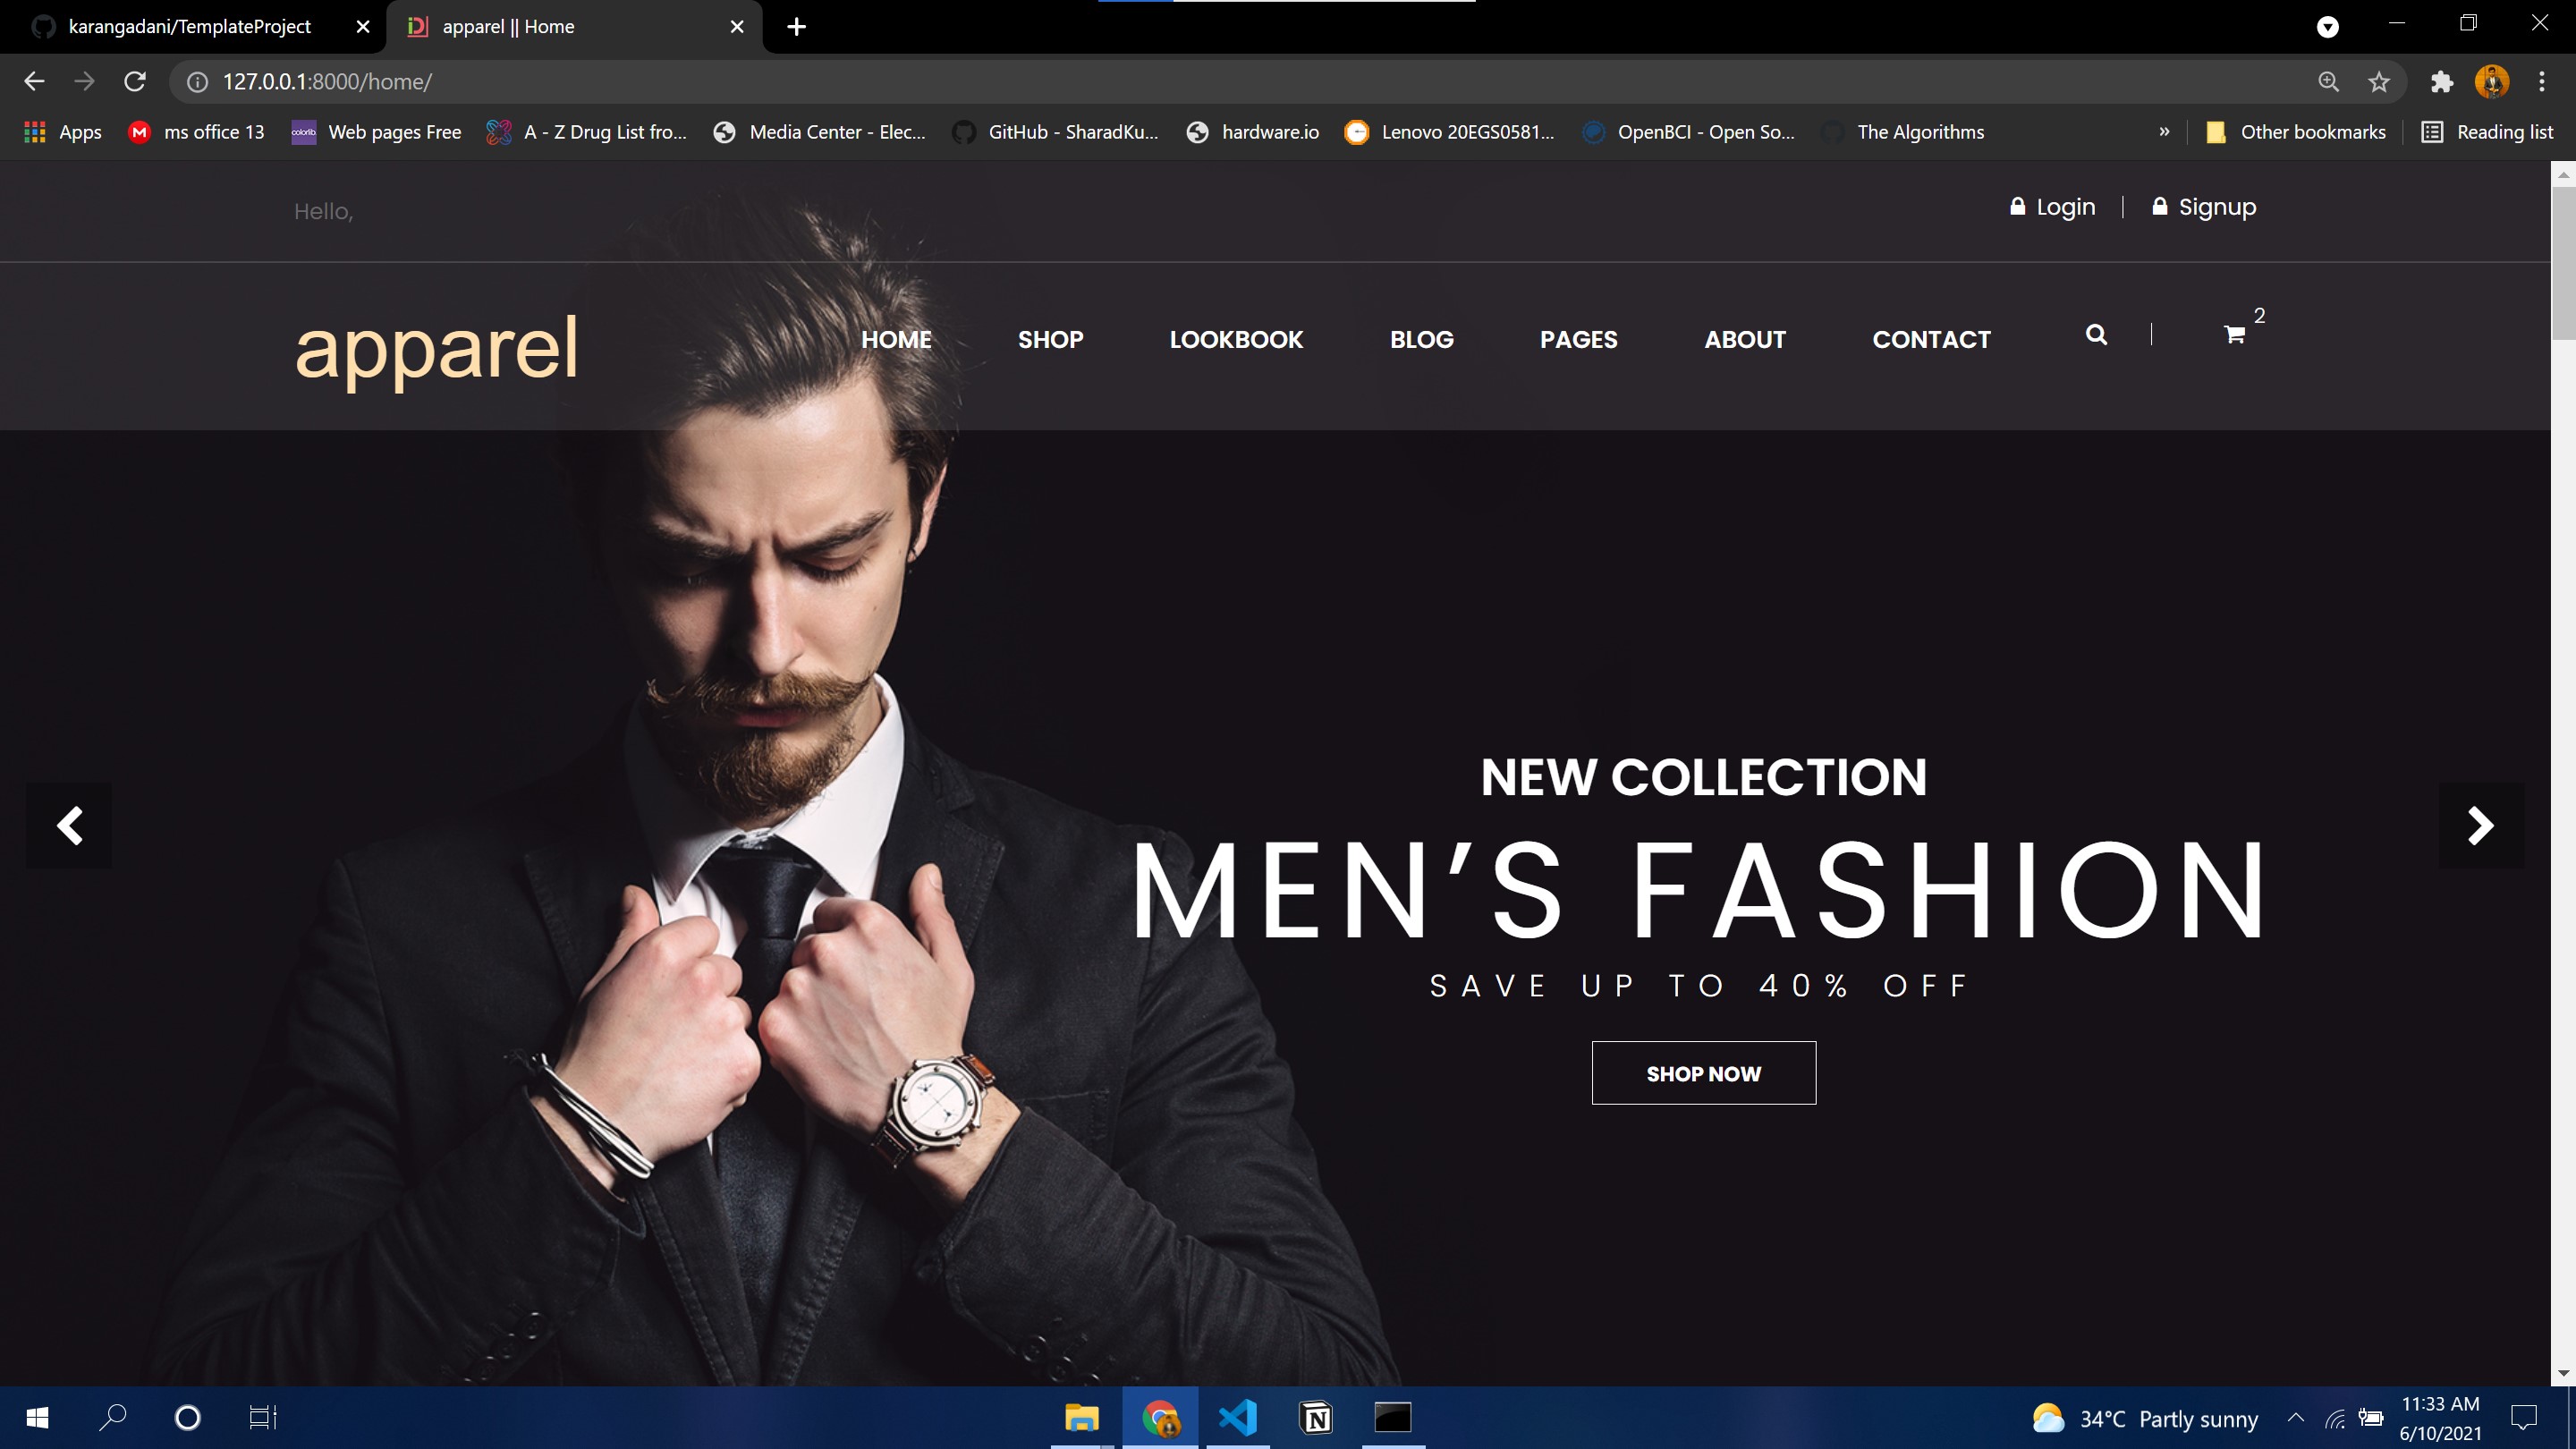 karangadani/TemplateProject
apparel || Home
127.0.0.1:8000/home/
Apps
ms office 13
colorlib
Web pages Free
A - Z Drug List fro...
Media Center - Elec...
GitHub - SharadKu...
hardware.io
Lenovo 20EGS0581...
OpenBCI - Open So...
The Algorithms
»
Other bookmarks
Reading list
Hello,
Login
Signup
apparel
HOME
SHOP
LOOKBOOK
BLOG
PAGES
ABOUT
CONTACT
2
NEW COLLECTION
MEN’S FASHION
SAVE UP TO 40% OFF
SHOP NOW
34°C Partly sunny
11:33 AM
6/10/2021